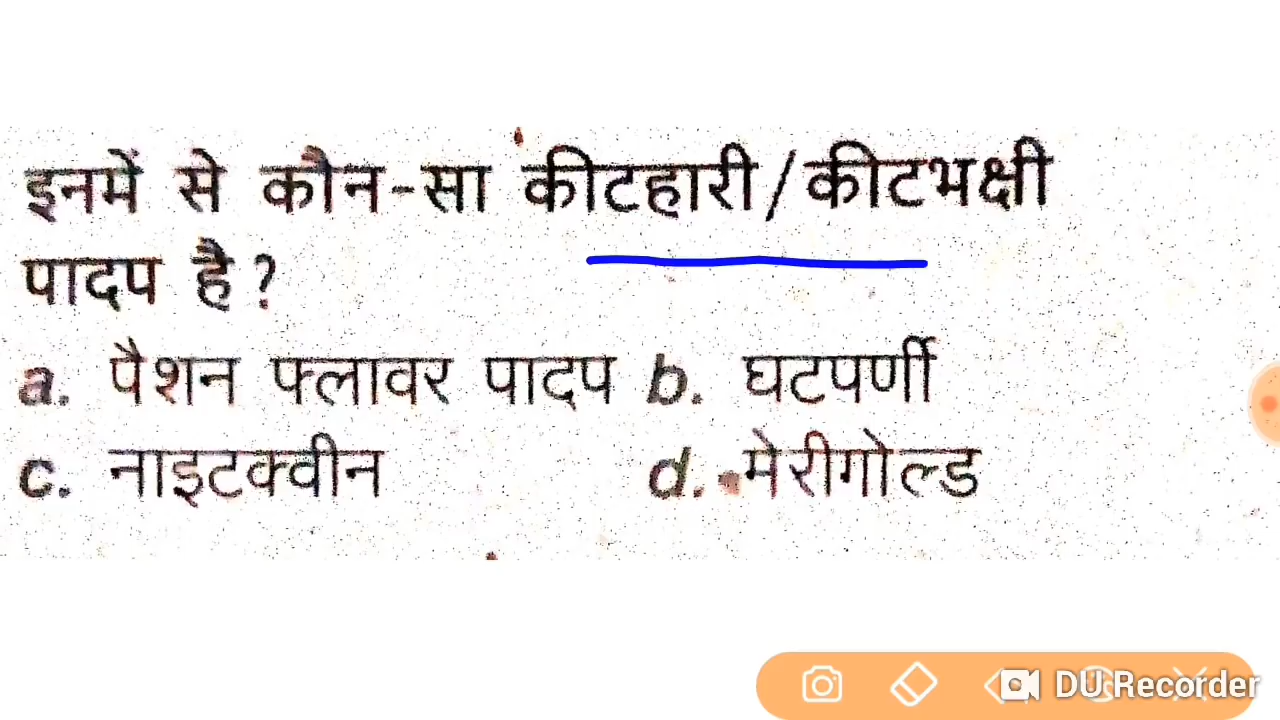 इनमें से कौन-सा कीटहारी/कीटभक्षी
पादप है?
a. पैशन फ्लावर पादप b. घटपर्णी
c. नाइटक्वीन d. मेरीगोल्ड
DU Recorder